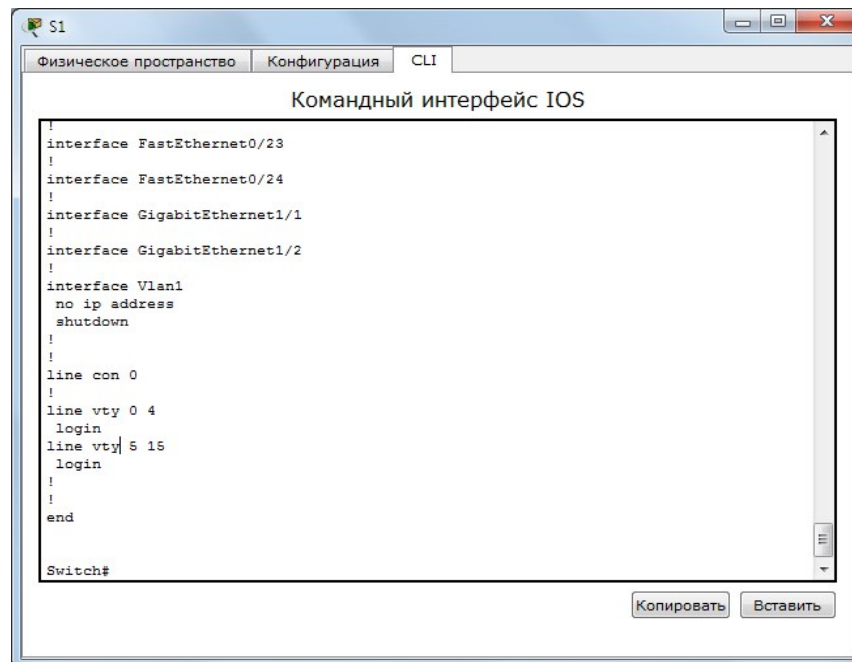 S1
Физическое пространство Конфигурация CLI
Командный интерфейс IOS
!
interface FastEthernet0/23
!
interface FastEthernet0/24
!
interface GigabitEthernet1/1
!
interface GigabitEthernet1/2
!
interface Vlan1
no ip address
shutdown
!
!
line con 0
!
line vty 0 4
login
line vty 5 15
login
!
!
end
Switch#
Копировать Вставить